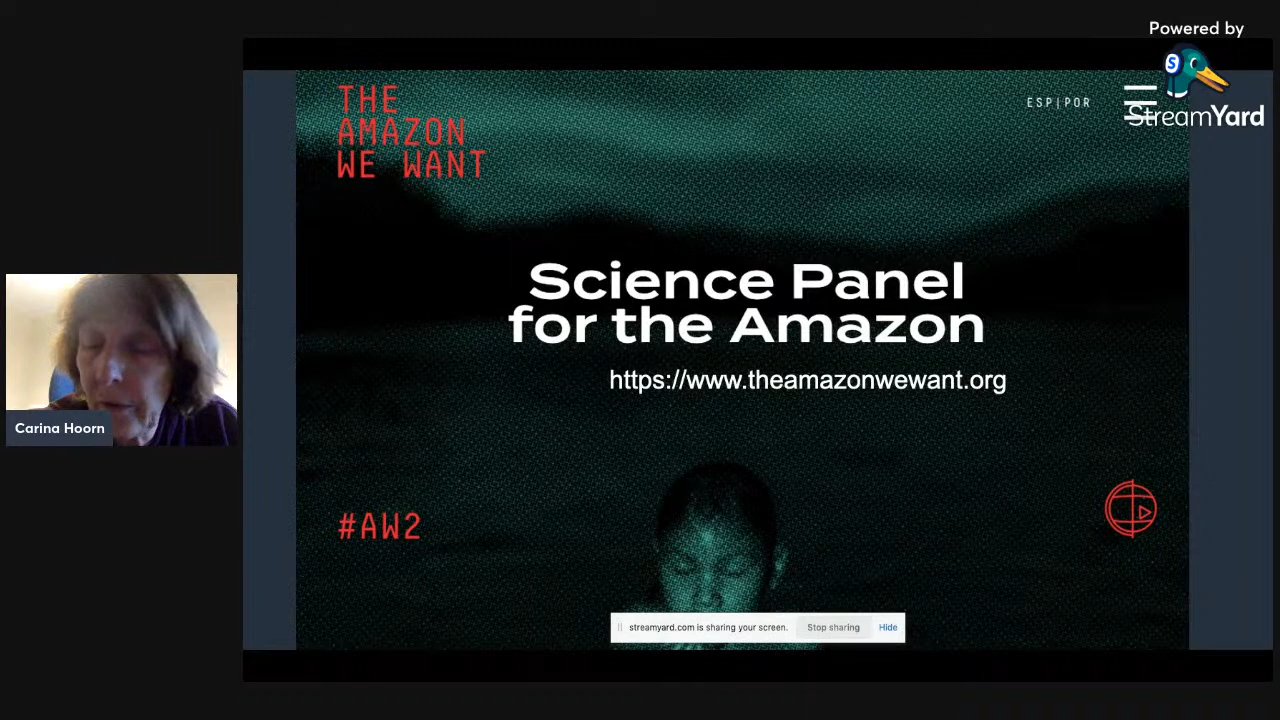 Powered by
StreamYard
THE
AMAZON
WE WANT
ESP|POR
Science Panel
for the Amazon
https://www.theamazonwewant.org
Carina Hoorn
#AW2
streamyard.com is sharing your screen. Stop sharing Hide